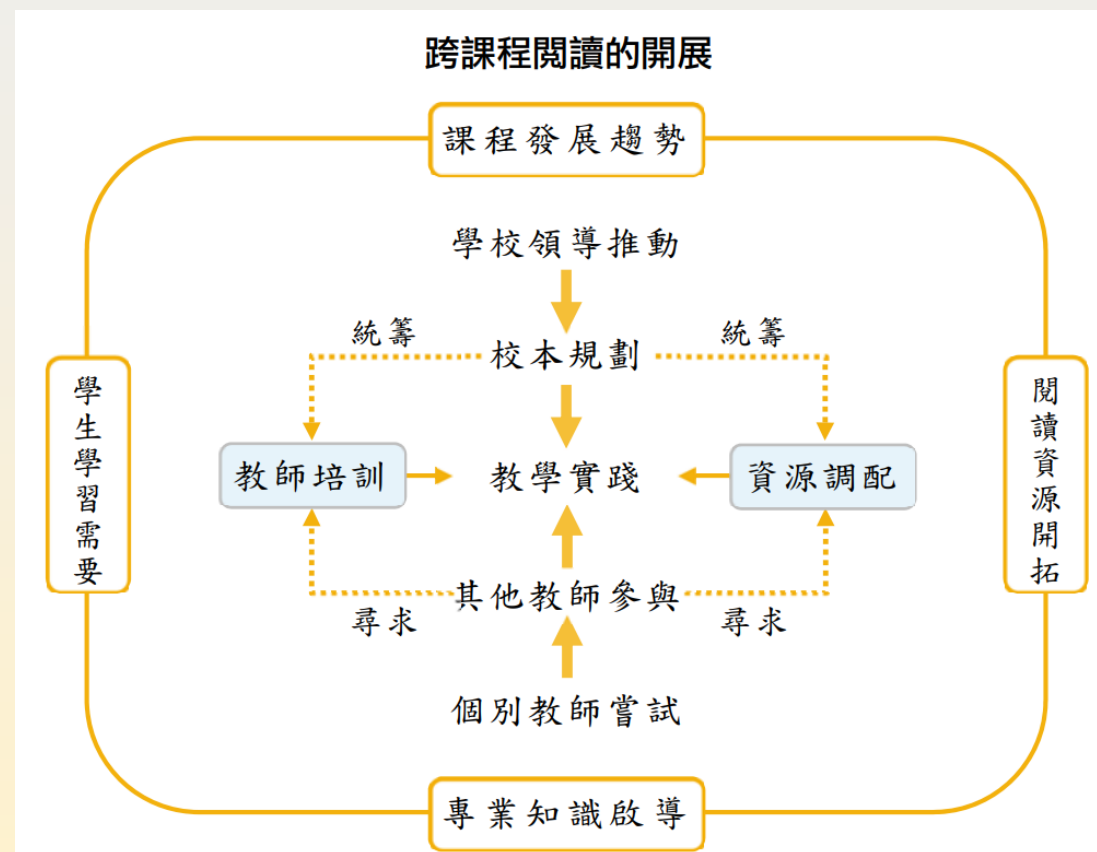 跨課程閱讀的開展
課程發展趨勢
學校領導推動
統籌
校本規劃
統籌
學生學習需要
教師培訓
教學實踐
資源調配
閱讀資源開拓
尋求
其他教師參與
尋求
個別教師嘗試
專業知識啟導